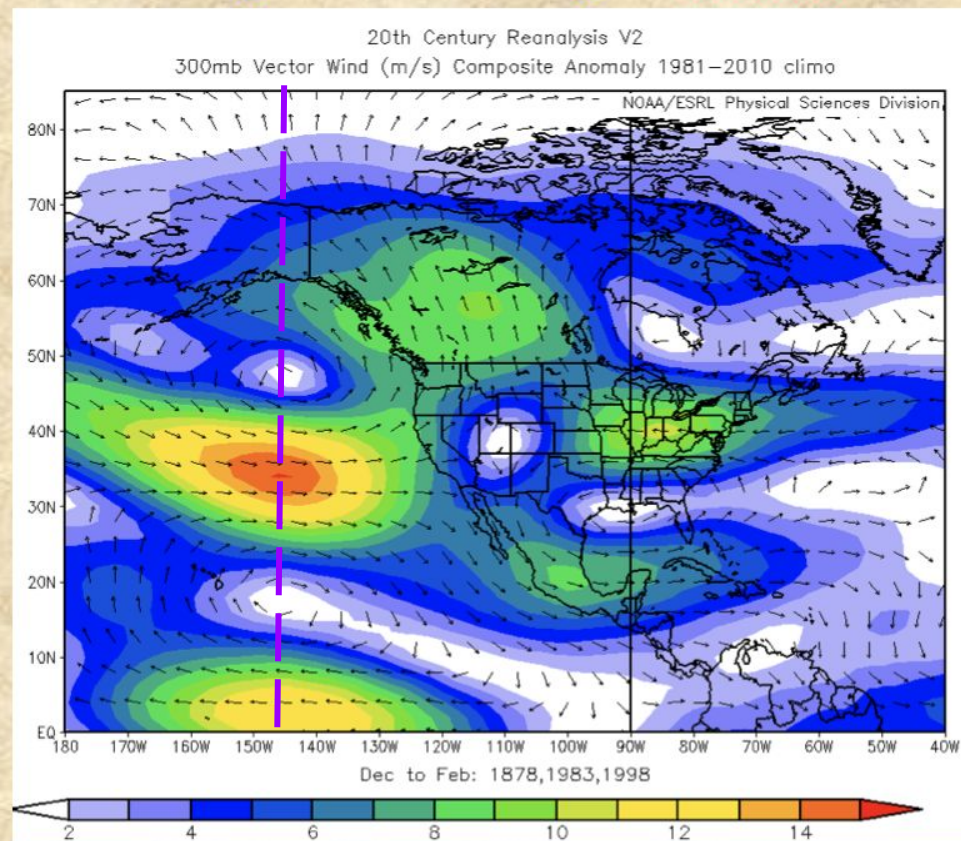 20th Century Reanalysis V2
300mb Vector Wind (m/s) Composite Anomaly 1981-2010 climo
NOAA/ESRL Physical Sciences Division
80N
70N
60N
50N
40N
30N
20N
10N
EQ
180 170W 160W 150W 140W 130W 120W 110W 100W 90W 80W 70W 60W 50W 40W
Dec to Feb: 1878,1983,1998
2 4 6 8 10 12 14